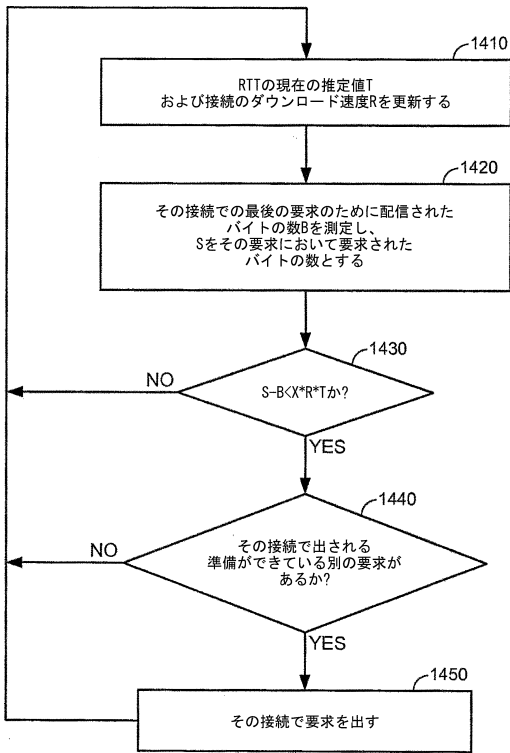 1410
RTTの現在の推定値T
および接続のダウンロード速度Rを更新する
1420
その接続での最後の要求のために配信された
バイトの数Bを測定し、
Sをその要求において要求された
バイトの数とする
1430
S-B<X*R*Tか?
NO
YES
1440
その接続で出される
準備ができている別の要求が
あるか?
NO
YES
1450
その接続で要求を出す